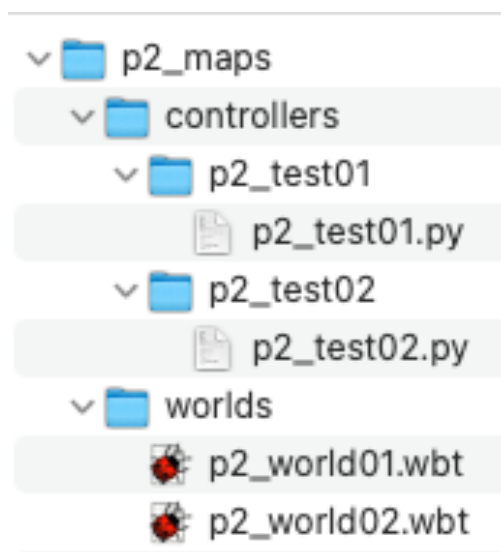 p2_maps
controllers
p2_test01
p2_test01.py
p2_test02
p2_test02.py
worlds
p2_world01.wbt
p2_world02.wbt